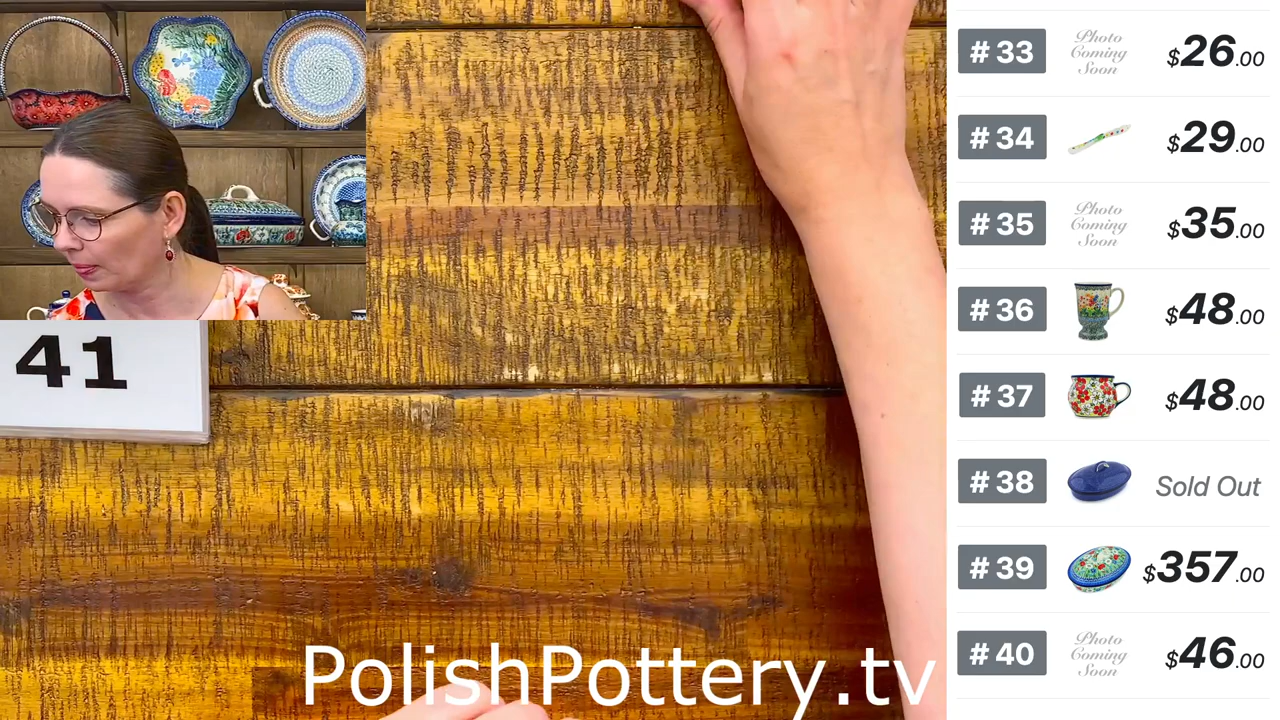 41
PolishPottery.tv
# 33
Photo
Coming
Soon
$26.00
# 34
$29.00
# 35
Photo
Coming
Soon
$35.00
# 36
$48.00
# 37
$48.00
# 38
Sold Out
# 39
$357.00
# 40
Photo
Coming
Soon
$46.00